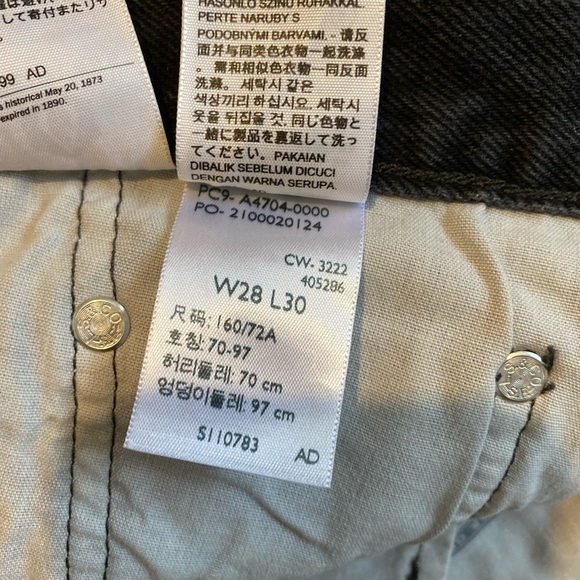 して寄付またリサ
99 AD
s historical May 20, 1873
expired in 1890.
HASONLÓ SZÍNŰ RUHÁKKAL.
PERTE NARUBY S
PODOBNÝMI BARVAMI. - 请反
面并与同类色衣物一起洗涤
。需和相似色衣物一同反面
洗滌。세탁시 같은
색상끼리 하십시요. 세탁시
옷을 뒤집을 것. 同じ色物と
一緒に製品を裏返して洗っ
てください。PAKAIAN
DIBALIK SEBELUM DICUCI
DENGAN WARNA SERUPA.
PC9- A4704-0000
PO- 2100020124
CW. 3222
405286
W28 L30
尺码: 160/72A
호칭: 70-97
허리둘레: 70 cm
엉덩이둘레: 97 cm
S110783 AD